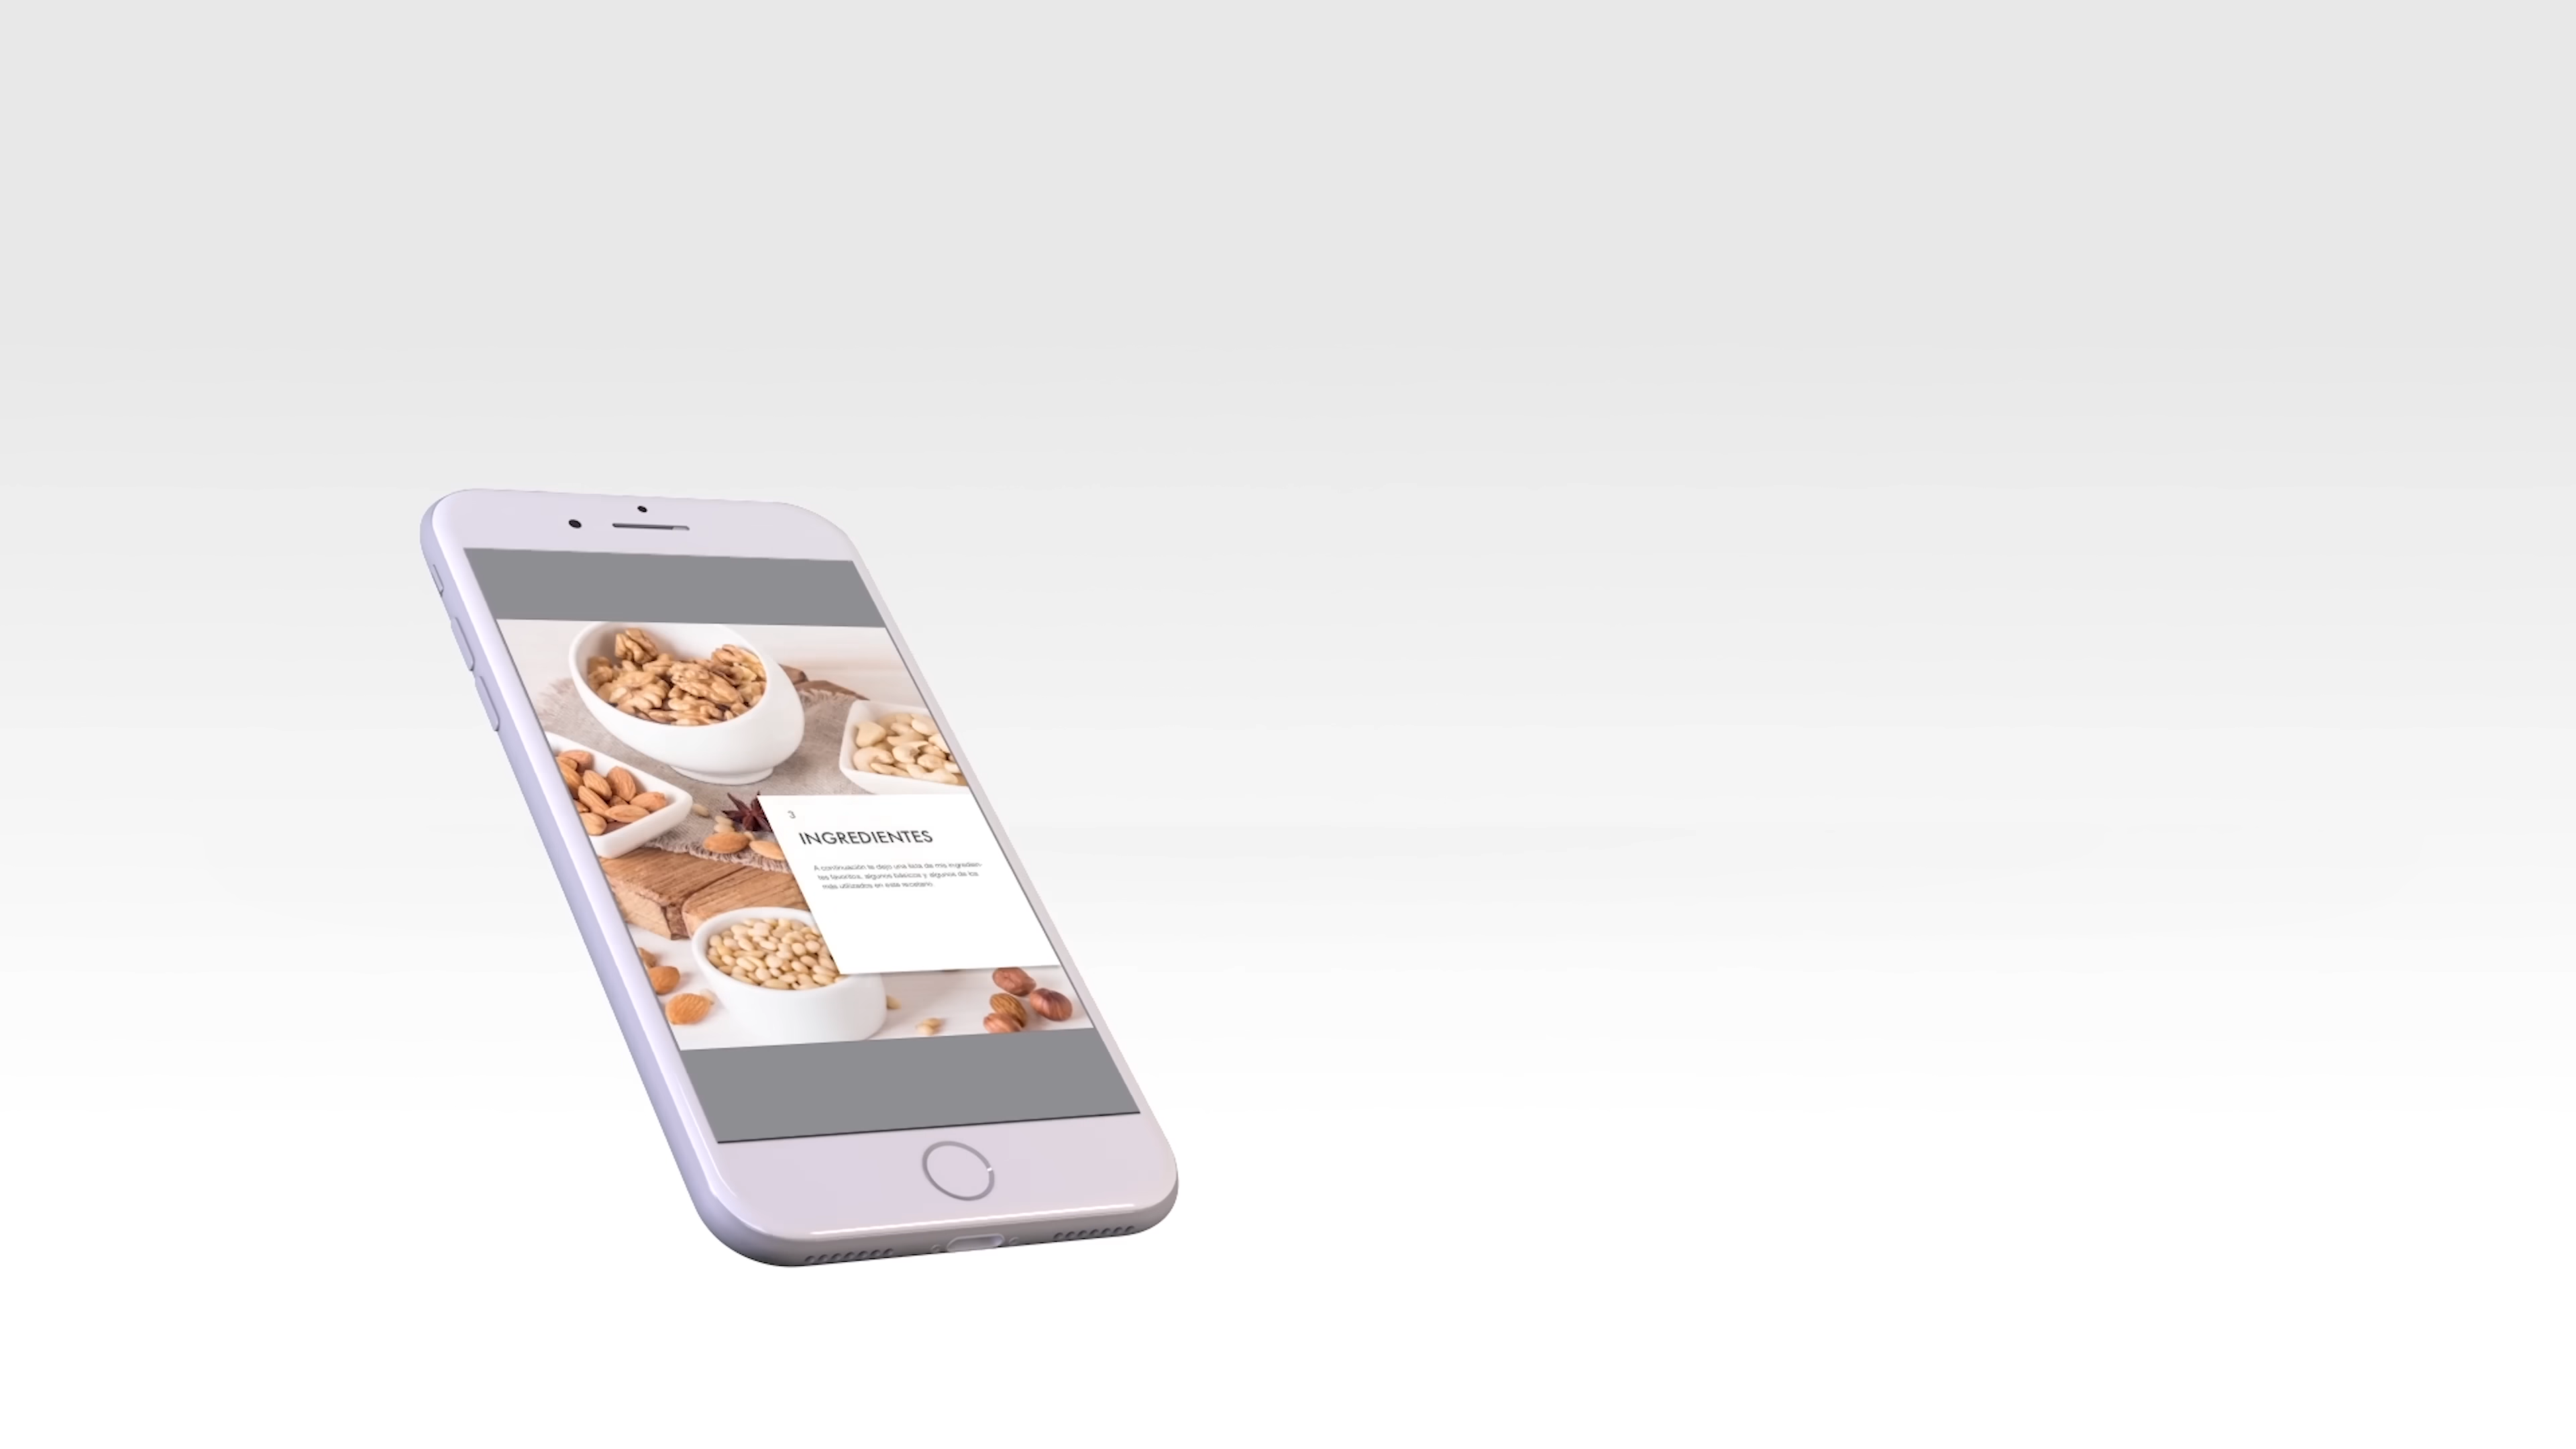 3
INGREDIENTES
A continuación te dejo una lista de mis ingredien-
tes favoritos, algunos básicos y algunos de los
más utilizados en este recetario